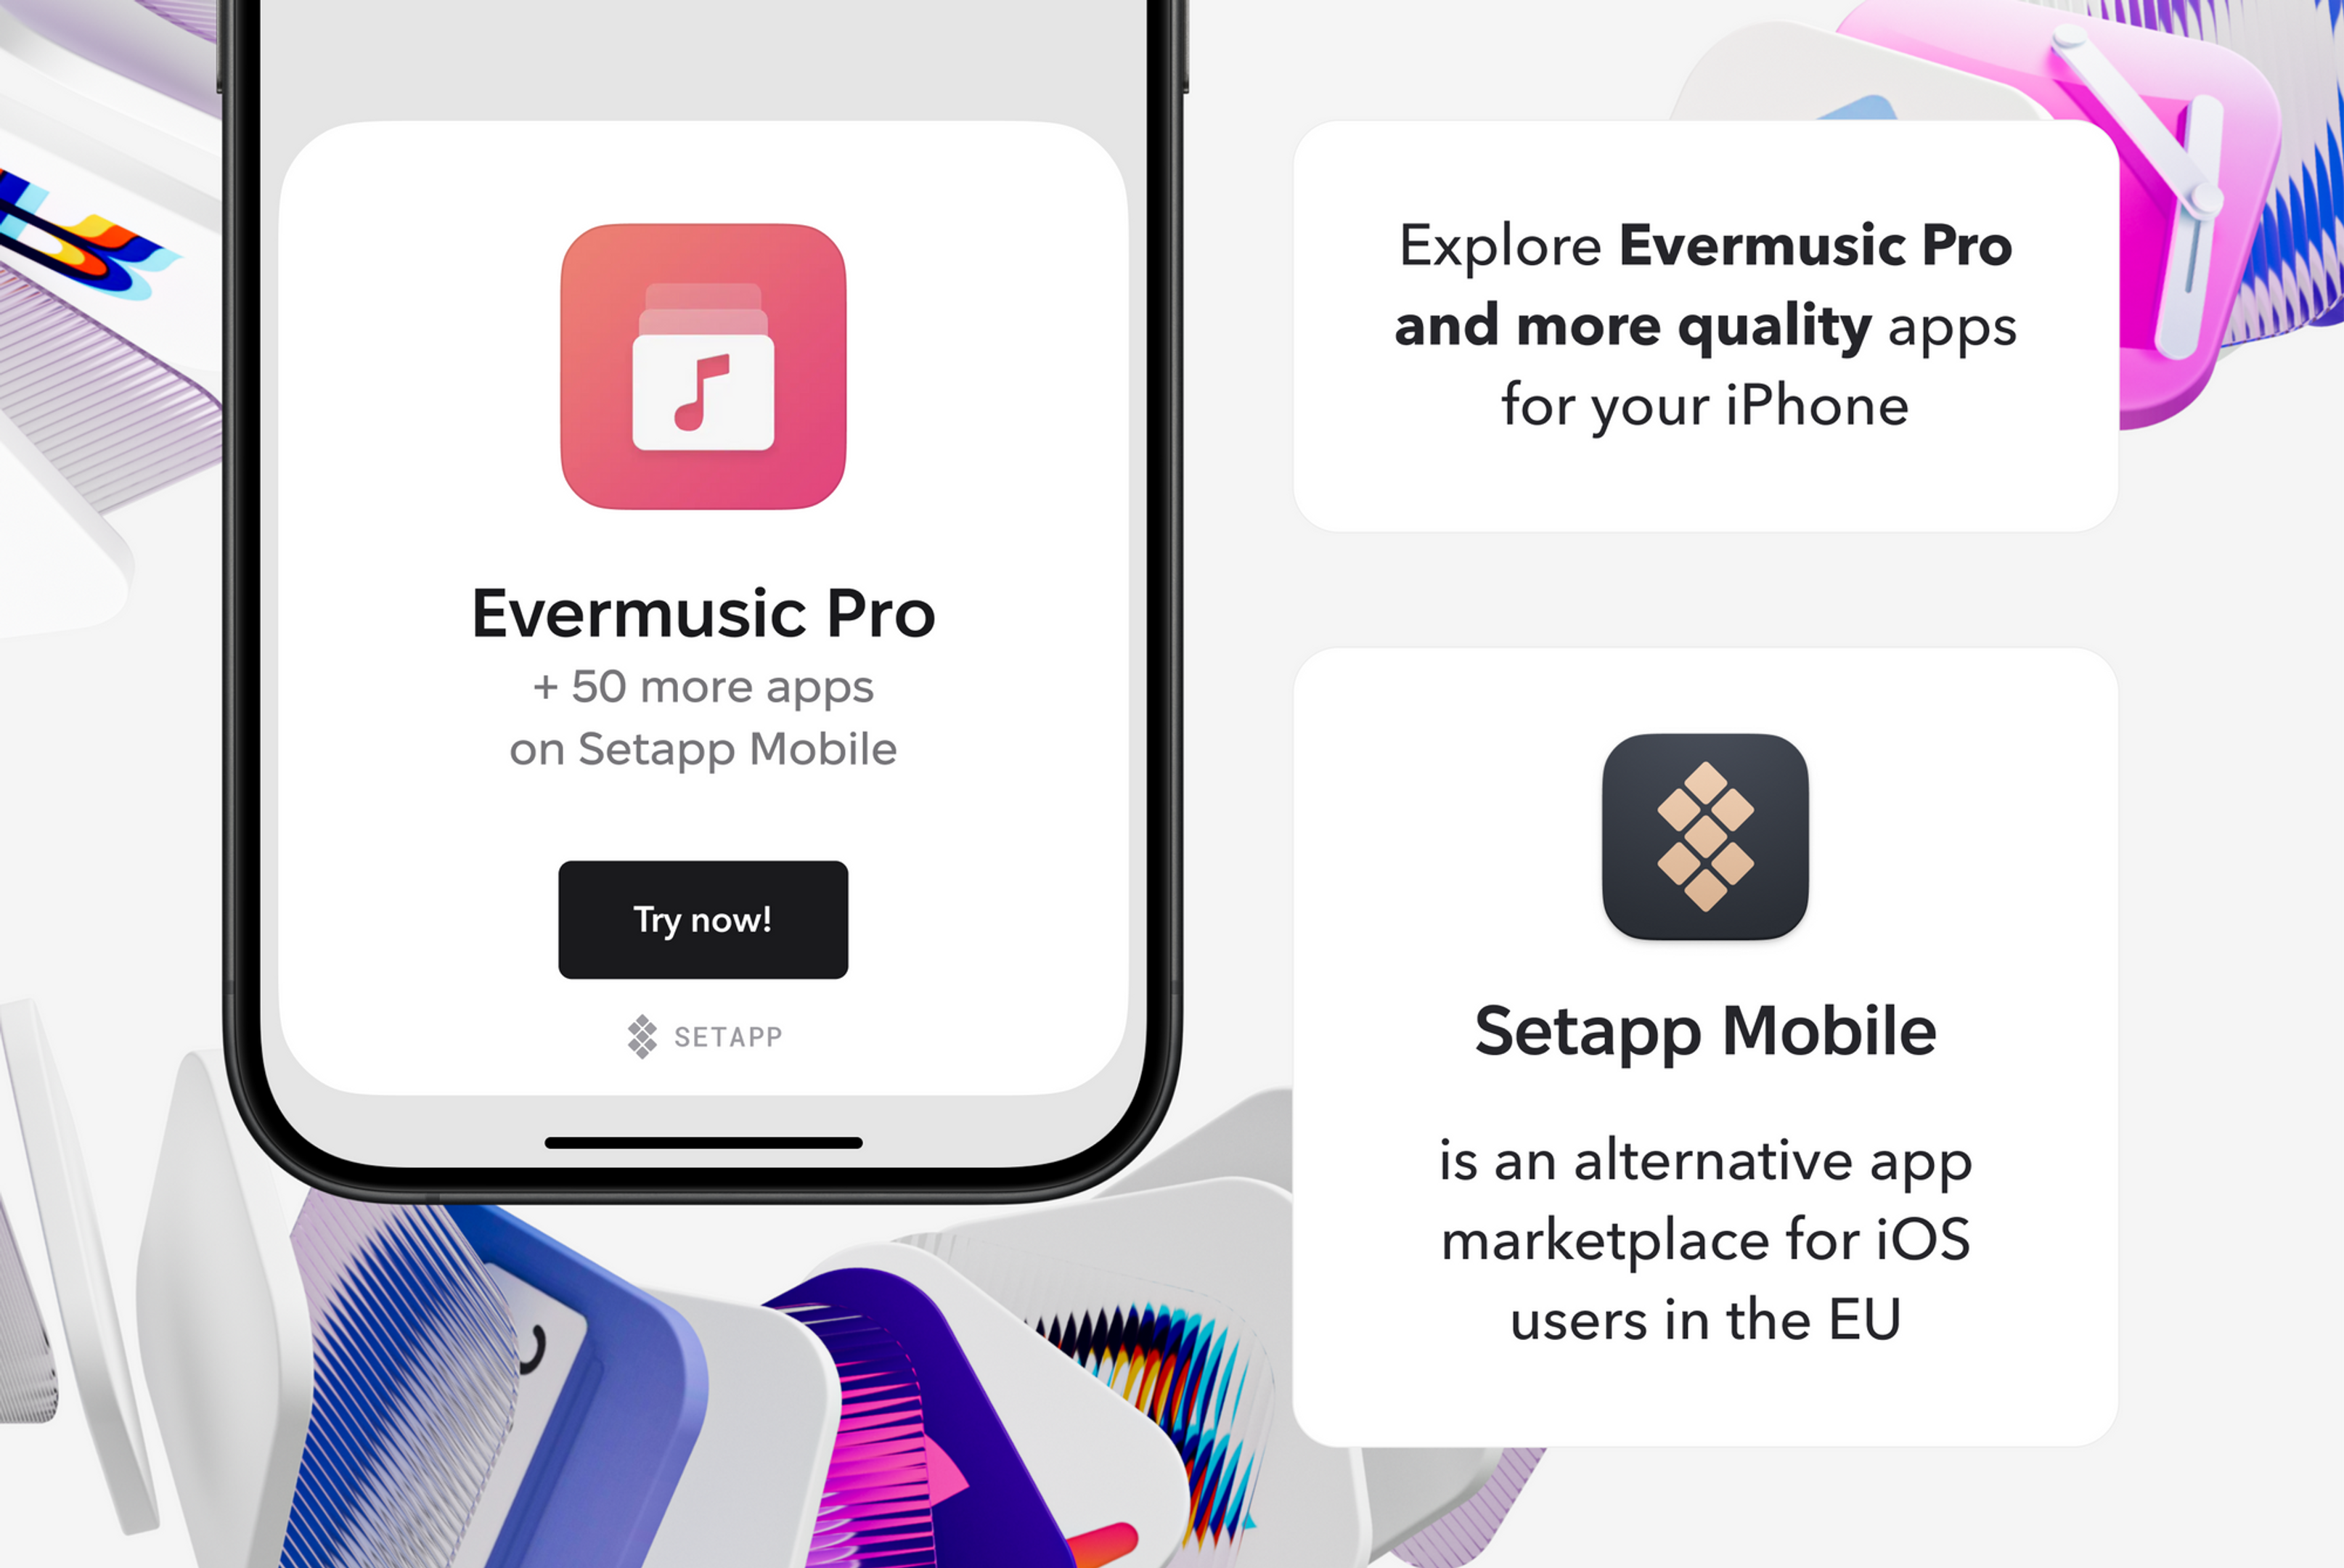 Evermusic Pro
+ 50 more apps
on Setapp Mobile
Try now!
SETAPP
Explore Evermusic Pro
and more quality apps
for your iPhone
Setapp Mobile
is an alternative app
marketplace for iOS
users in the EU